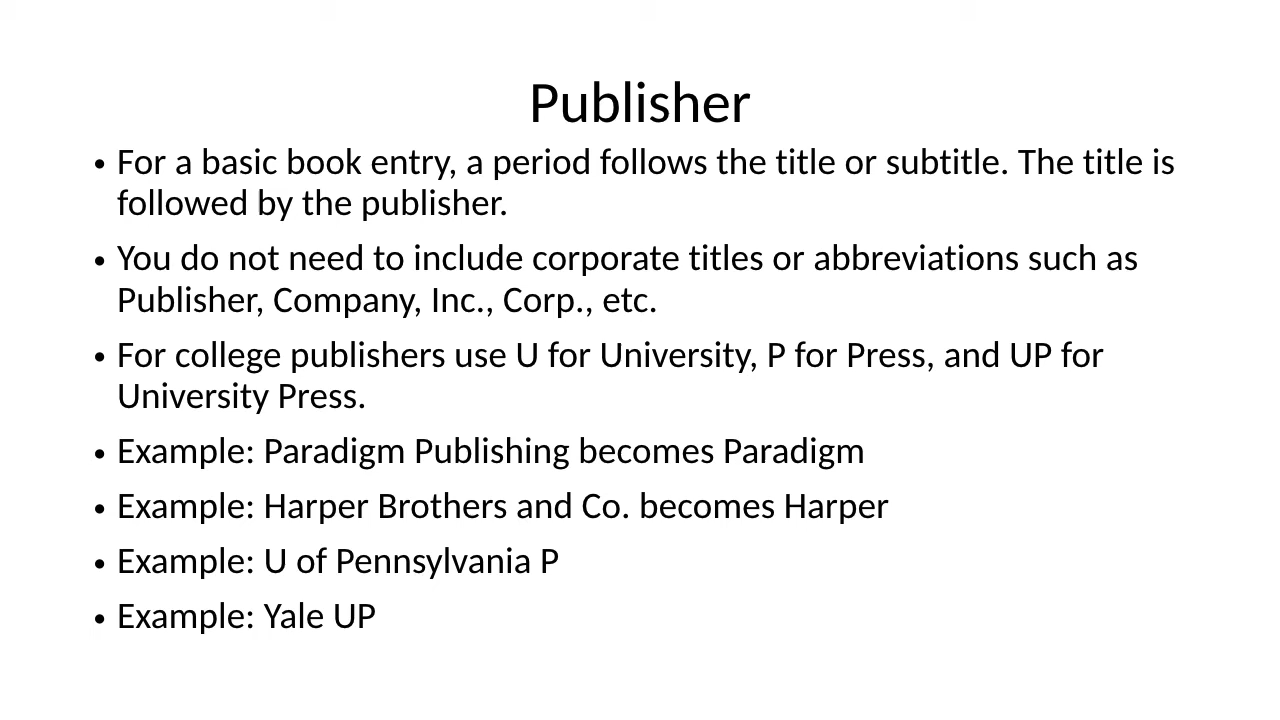 Publisher
• For a basic book entry, a period follows the title or subtitle. The title is
followed by the publisher.
• You do not need to include corporate titles or abbreviations such as
Publisher, Company, Inc., Corp., etc.
• For college publishers use U for University, P for Press, and UP for
University Press.
• Example: Paradigm Publishing becomes Paradigm
• Example: Harper Brothers and Co. becomes Harper
• Example: U of Pennsylvania P
• Example: Yale UP